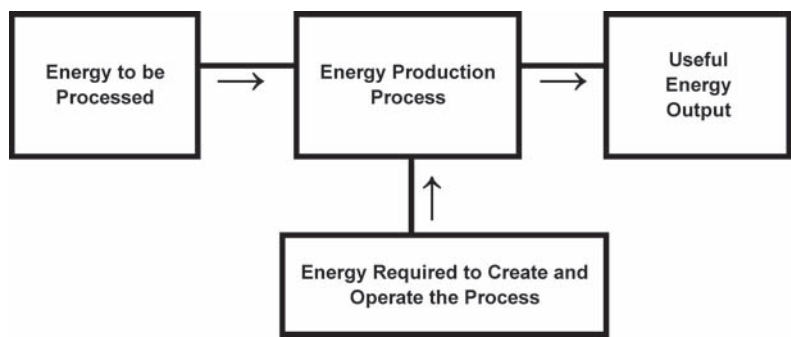 Energy to be
Processed
Energy Production
Process
Useful
Energy
Output
Energy Required to Create and
Operate the Process